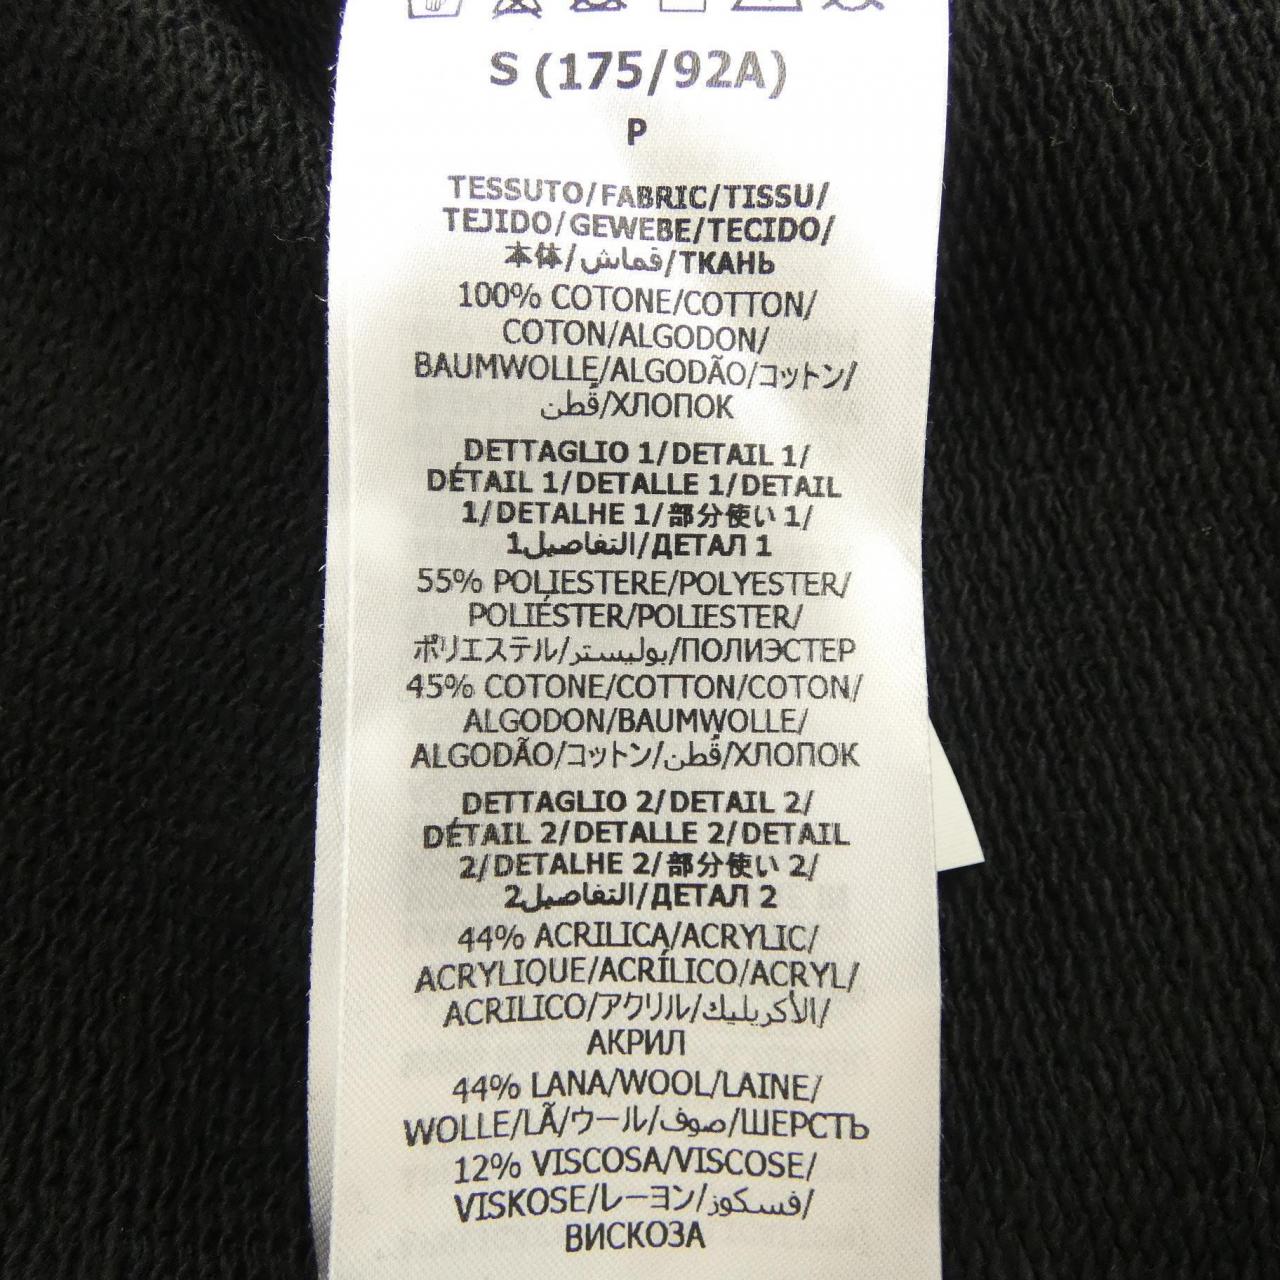 S (175/92A)
P
TESSUTO/FABRIC/TISSU/
TEJIDO/GEWEBE/TECIDO/
本体/قماش/ТКАНЬ
100% COTONE/COTTON/
COTON/ALGODON/
BAUMWOLLE/ALGODÃO/コットン/
قطن/ХЛОПОК
DETTAGLIO 1/DETAIL 1/
DÉTAIL 1/DETALLE 1/DETAIL
1/DETALHE 1/部分使い 1/
التفاصيل1/ДЕТАЛ 1
55% POLIESTERE/POLYESTER/
POLIÉSTER/POLIESTER/
ポリエステル/بوليستر/ПОЛИЭСТЕР
45% COTONE/COTTON/COTON/
ALGODON/BAUMWOLLE/
ALGODÃO/コットン/قطن/ХЛОПОК
DETTAGLIO 2/DETAIL 2/
DÉTAIL 2/DETALLE 2/DETAIL
2/DETALHE 2/部分使い 2/
التفاصيل2/ДЕТАЛ 2
44% ACRILICA/ACRYLIC/
ACRYLIQUE/ACRÍLICO/ACRYL/
ACRILICO/アクリル/الأكريليك/
АКРИЛ
44% LANA/WOOL/LAINE/
WOLLE/LÃ/ウール/صوف/ШЕРСТЬ
12% VISCOSA/VISCOSE/
VISKOSE/レーヨン/فسكوز/
ВИСКОЗА